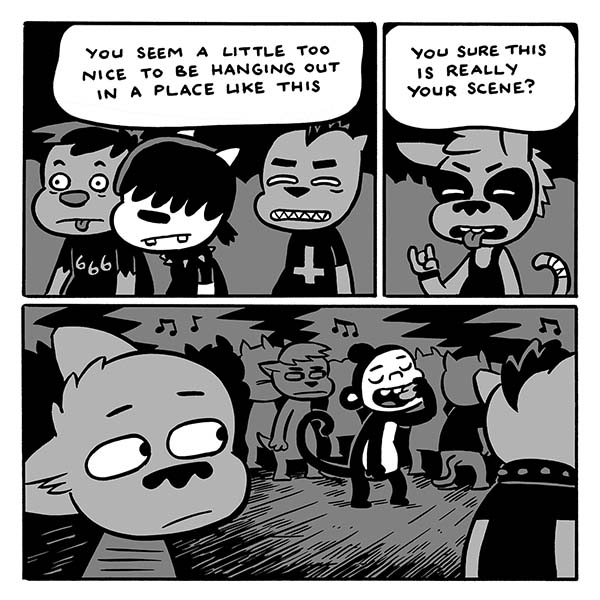 YOU SEEM A LITTLE TOO
NICE TO BE HANGING OUT
IN A PLACE LIKE THIS
YOU SURE THIS
IS REALLY
YOUR SCENE?
666